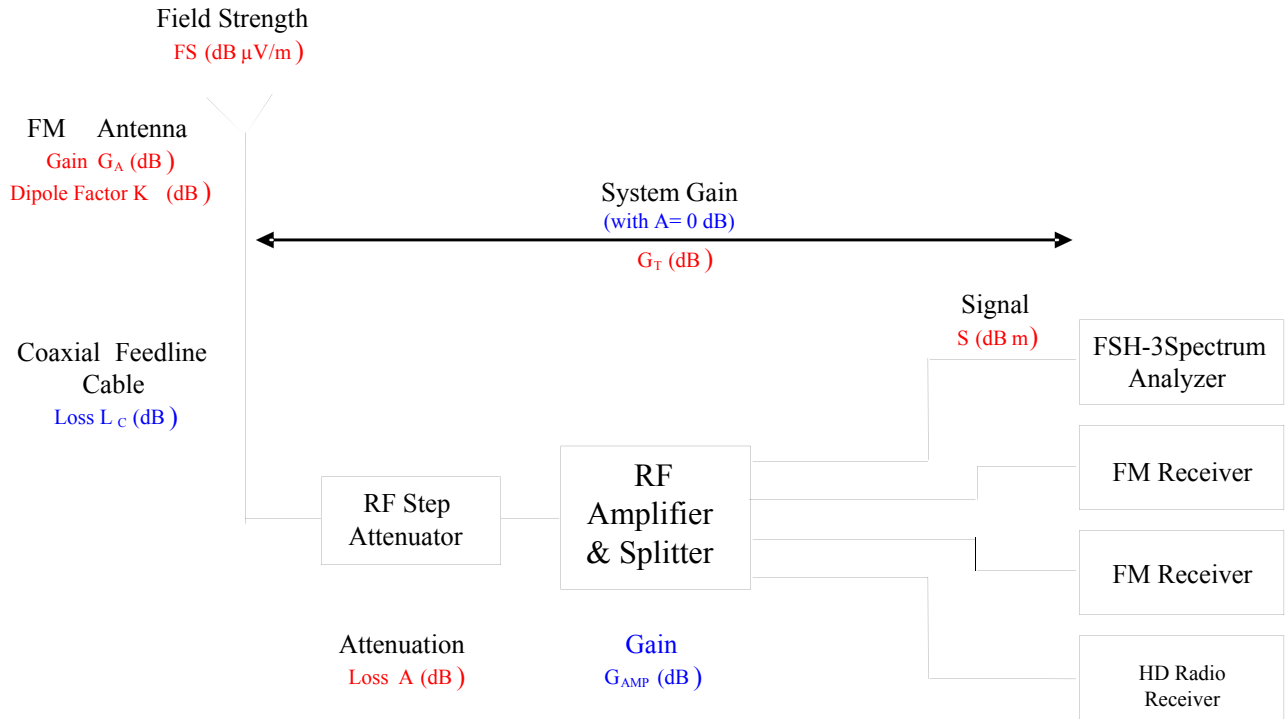 Field Strength
FS (dB µV/m)
FM Antenna
Gain G_A (dB)
Dipole Factor K (dB)
System Gain
(with A= 0 dB)
G_T (dB)
Signal
S (dB m)
Coaxial Feedline
Cable
Loss L_C (dB)
FSH-3Spectrum
Analyzer
FM Receiver
RF Step
Attenuator
RF
Amplifier
& Splitter
FM Receiver
Attenuation
Loss A (dB)
Gain
G_AMP (dB)
HD Radio
Receiver